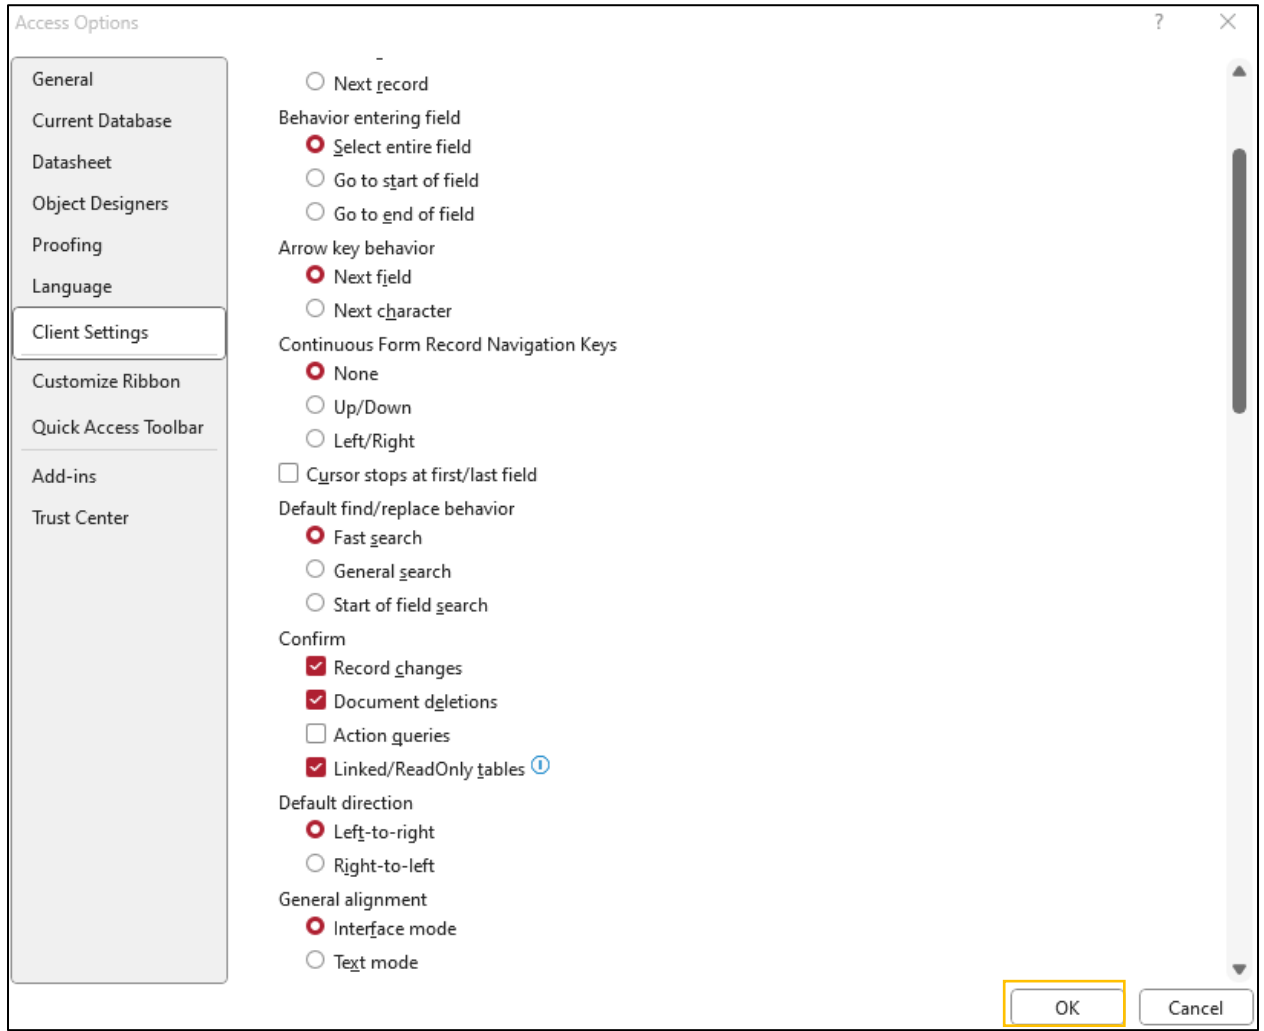 Access Options
?
General
Current Database
Datasheet
Object Designers
Proofing
Language
Client Settings
Customize Ribbon
Quick Access Toolbar
Add-ins
Trust Center
Next record
Behavior entering field
Select entire field
Go to start of field
Go to end of field
Arrow key behavior
Next field
Next character
Continuous Form Record Navigation Keys
None
Up/Down
Left/Right
Cursor stops at first/last field
Default find/replace behavior
Fast search
General search
Start of field search
Confirm
Record changes
Document deletions
Action queries
Linked/ReadOnly tables
Default direction
Left-to-right
Right-to-left
General alignment
Interface mode
Text mode
OK
Cancel